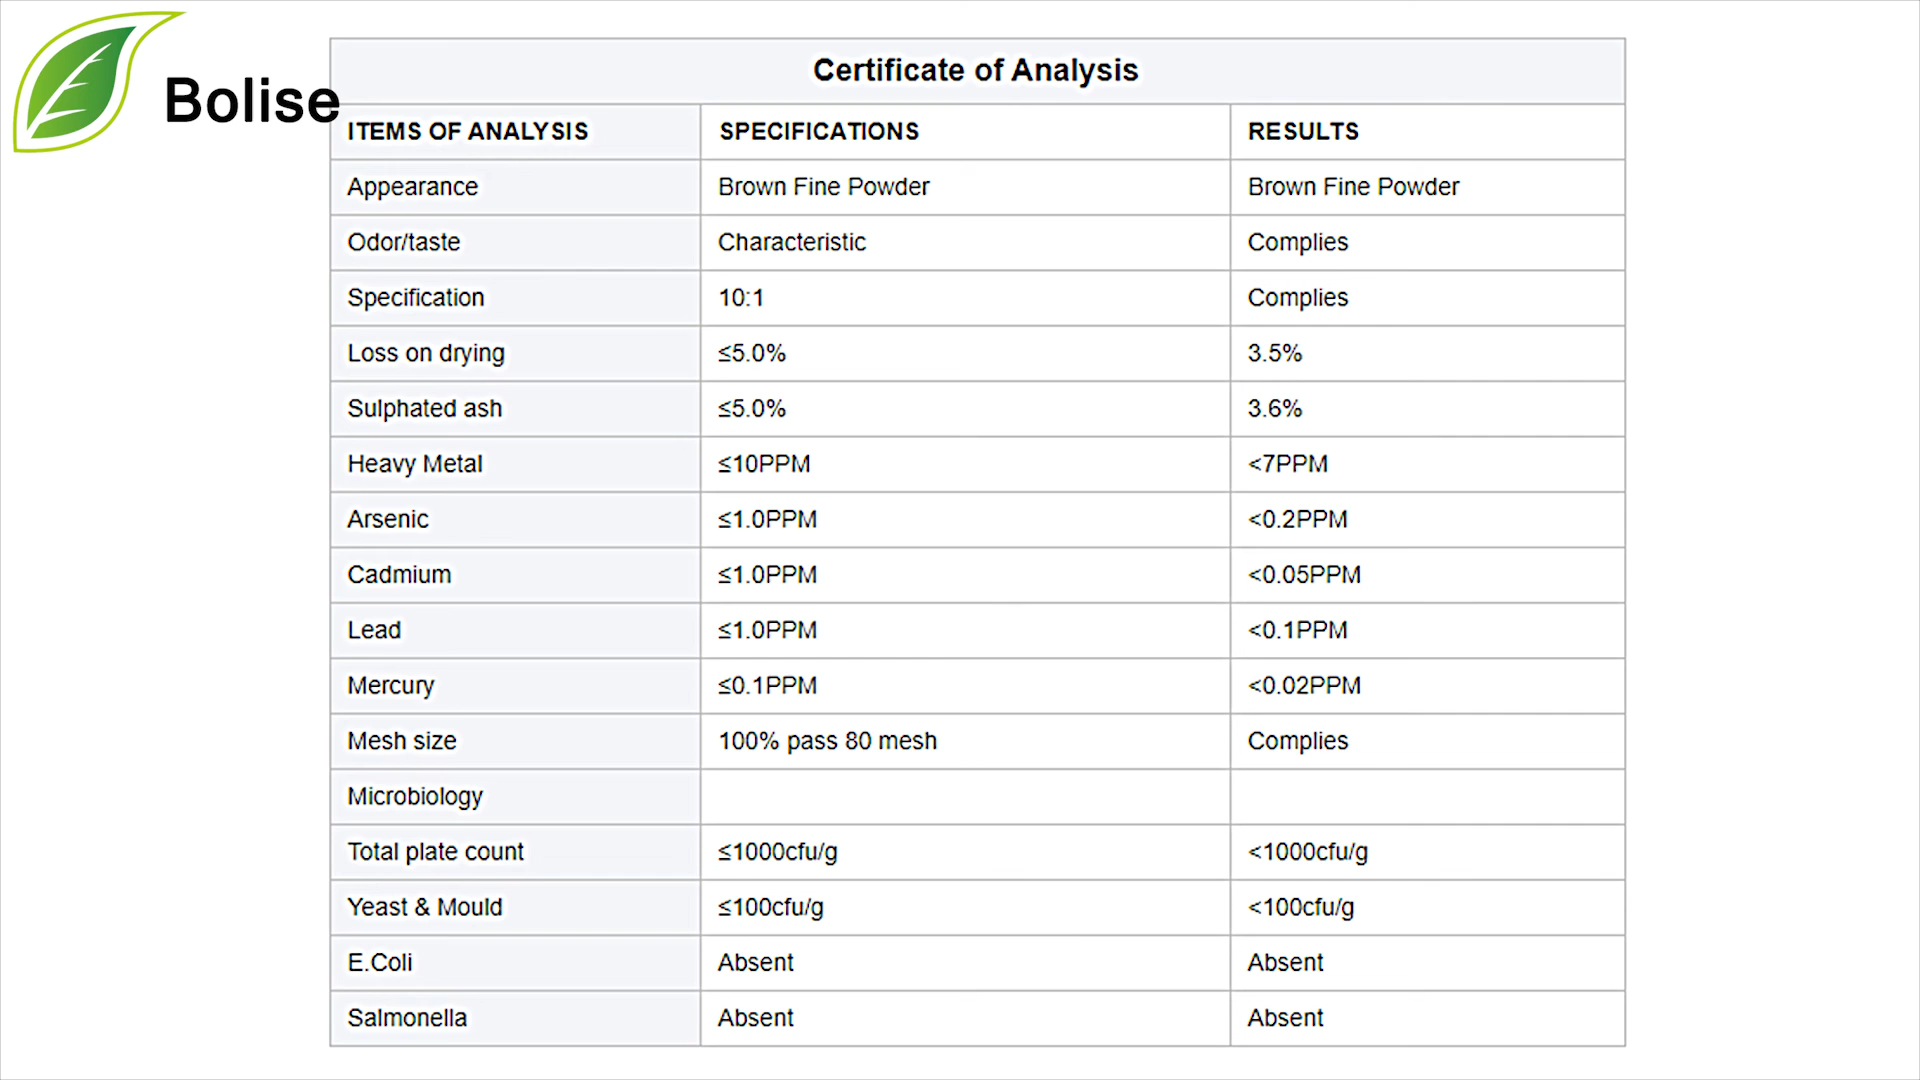 Bolise
Certificate of Analysis
ITEMS OF ANALYSIS SPECIFICATIONS RESULTS
Appearance Brown Fine Powder Brown Fine Powder
Odor/taste Characteristic Complies
Specification 10:1 Complies
Loss on drying ≤5.0% 3.5%
Sulphated ash ≤5.0% 3.6%
Heavy Metal ≤10PPM <7PPM
Arsenic ≤1.0PPM <0.2PPM
Cadmium ≤1.0PPM <0.05PPM
Lead ≤1.0PPM <0.1PPM
Mercury ≤0.1PPM <0.02PPM
Mesh size 100% pass 80 mesh Complies
Microbiology
Total plate count ≤1000cfu/g <1000cfu/g
Yeast & Mould ≤100cfu/g <100cfu/g
E.Coli Absent Absent
Salmonella Absent Absent